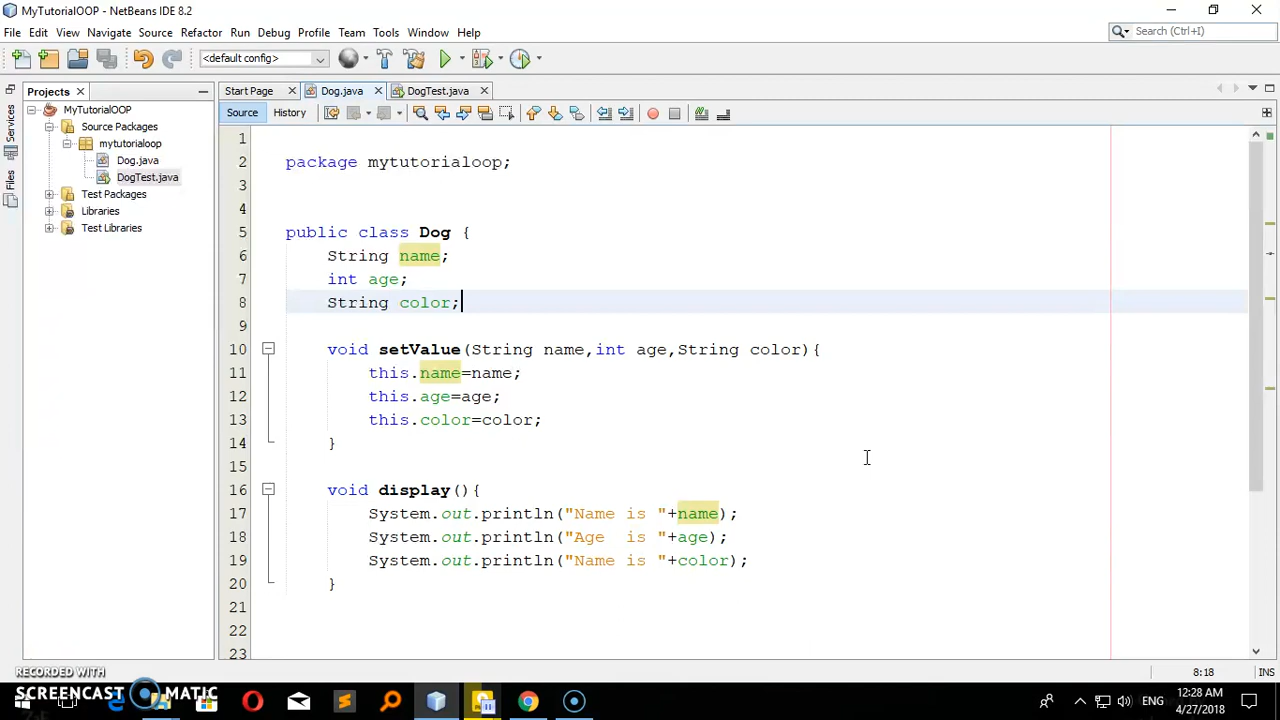 MyTutorialOOP - NetBeans IDE 8.2
File Edit View Navigate Source Refactor Run Debug Profile Team Tools Window Help
Search (Ctrl+I)
<default config>
Projects
Start Page Dog.java DogTest.java
Services
Files
MyTutorialOOP
Source Packages
mytutorialoop
Dog.java
DogTest.java
Test Packages
Libraries
Test Libraries
Source History
1
2 package mytutorialoop;
3
4
5 public class Dog {
6 String name;
7 int age;
8 String color;
9
10 void setValue(String name,int age,String color){
11 this.name=name;
12 this.age=age;
13 this.color=color;
14 }
15
16 void display(){
17 System.out.println("Name is "+name);
18 System.out.println("Age  is "+age);
19 System.out.println("Name is "+color);
20 }
21
22
23
8:18 INS
RECORDED WITH
SCREENCAST MATIC
ENG
12:28 AM
4/27/2018